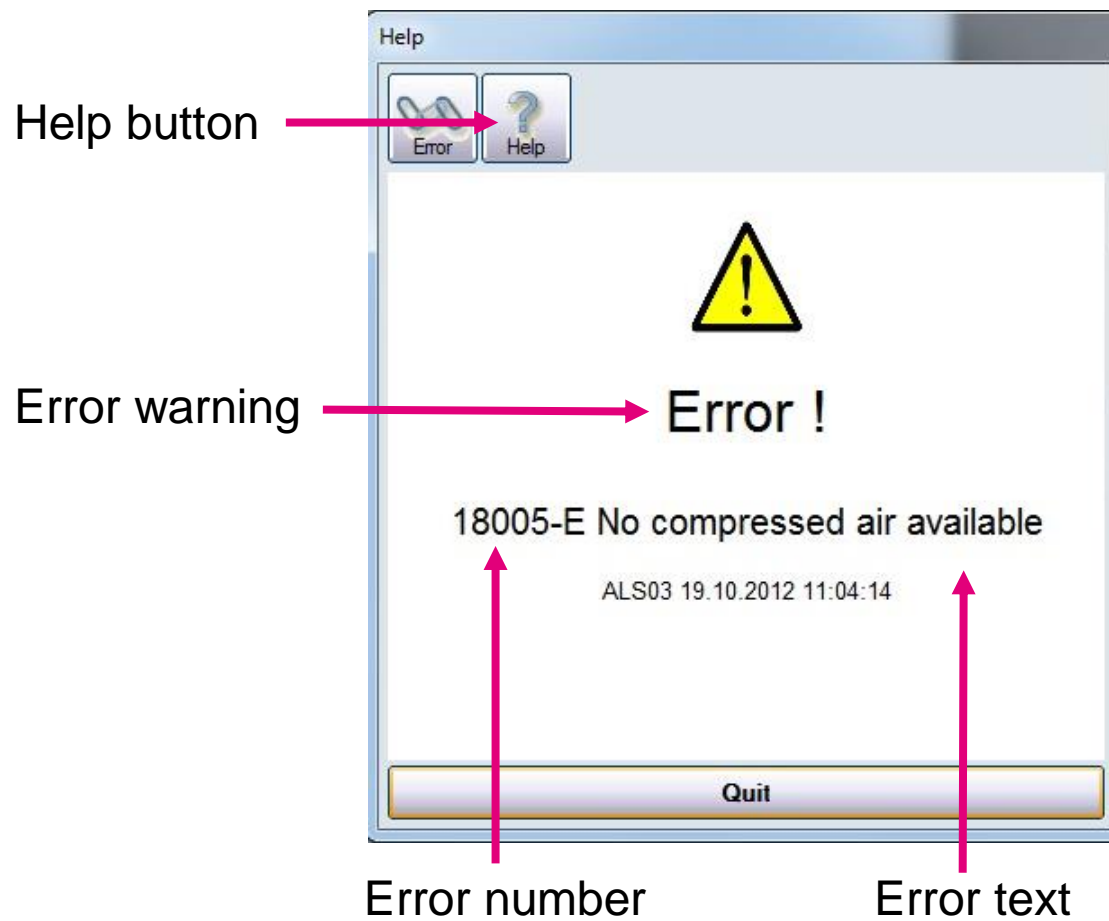 Help
Help button
Error
Help
Error warning
Error !
18005-E No compressed air available
ALS03 19.10.2012 11:04:14
Quit
Error number
Error text